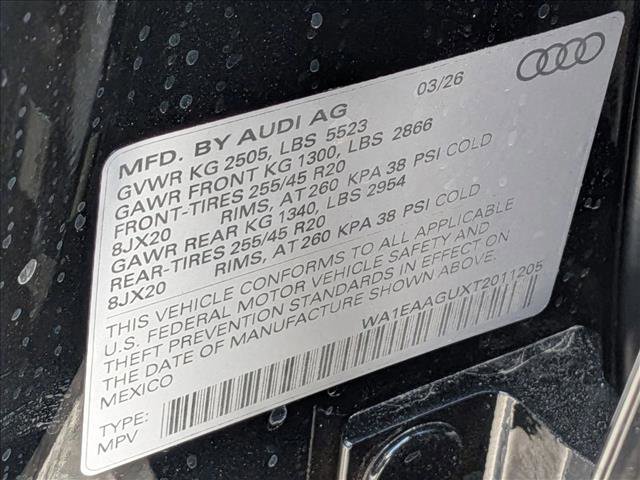 03/26
MFD. BY AUDI AG
GVWR KG 2505, LBS 5523
GAWR FRONT KG 1300, LBS 2866
FRONT-TIRES 255/45 R20
8JX20 RIMS, AT 260 KPA 38 PSI COLD
GAWR REAR KG 1340, LBS 2954
REAR-TIRES 255/45 R20
8JX20 RIMS, AT 260 KPA 38 PSI COLD
THIS VEHICLE CONFORMS TO ALL APPLICABLE
U.S. FEDERAL MOTOR VEHICLE SAFETY AND
THEFT PREVENTION STANDARDS IN EFFECT ON
THE DATE OF MANUFACTURE SHOWN ABOVE.
MEXICO
WA1EAAGUXT2011205
TYPE:
MPV